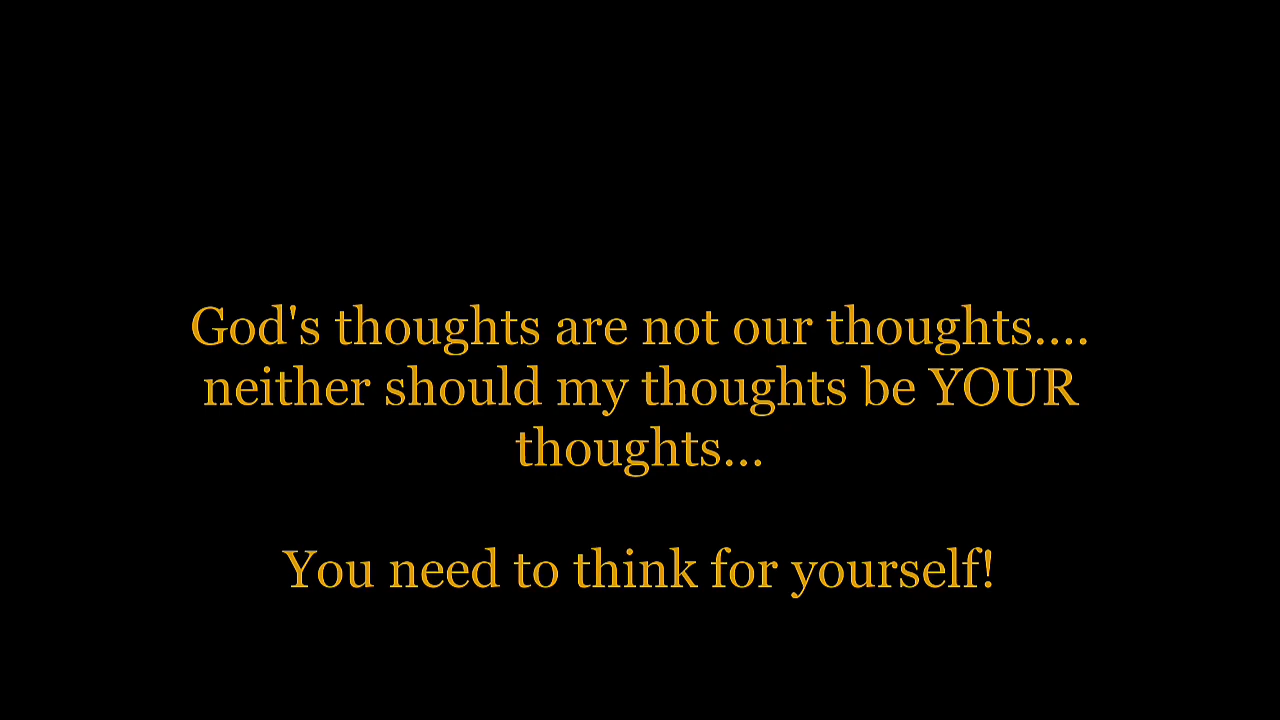 God's thoughts are not our thoughts....
neither should my thoughts be YOUR
thoughts...
You need to think for yourself!